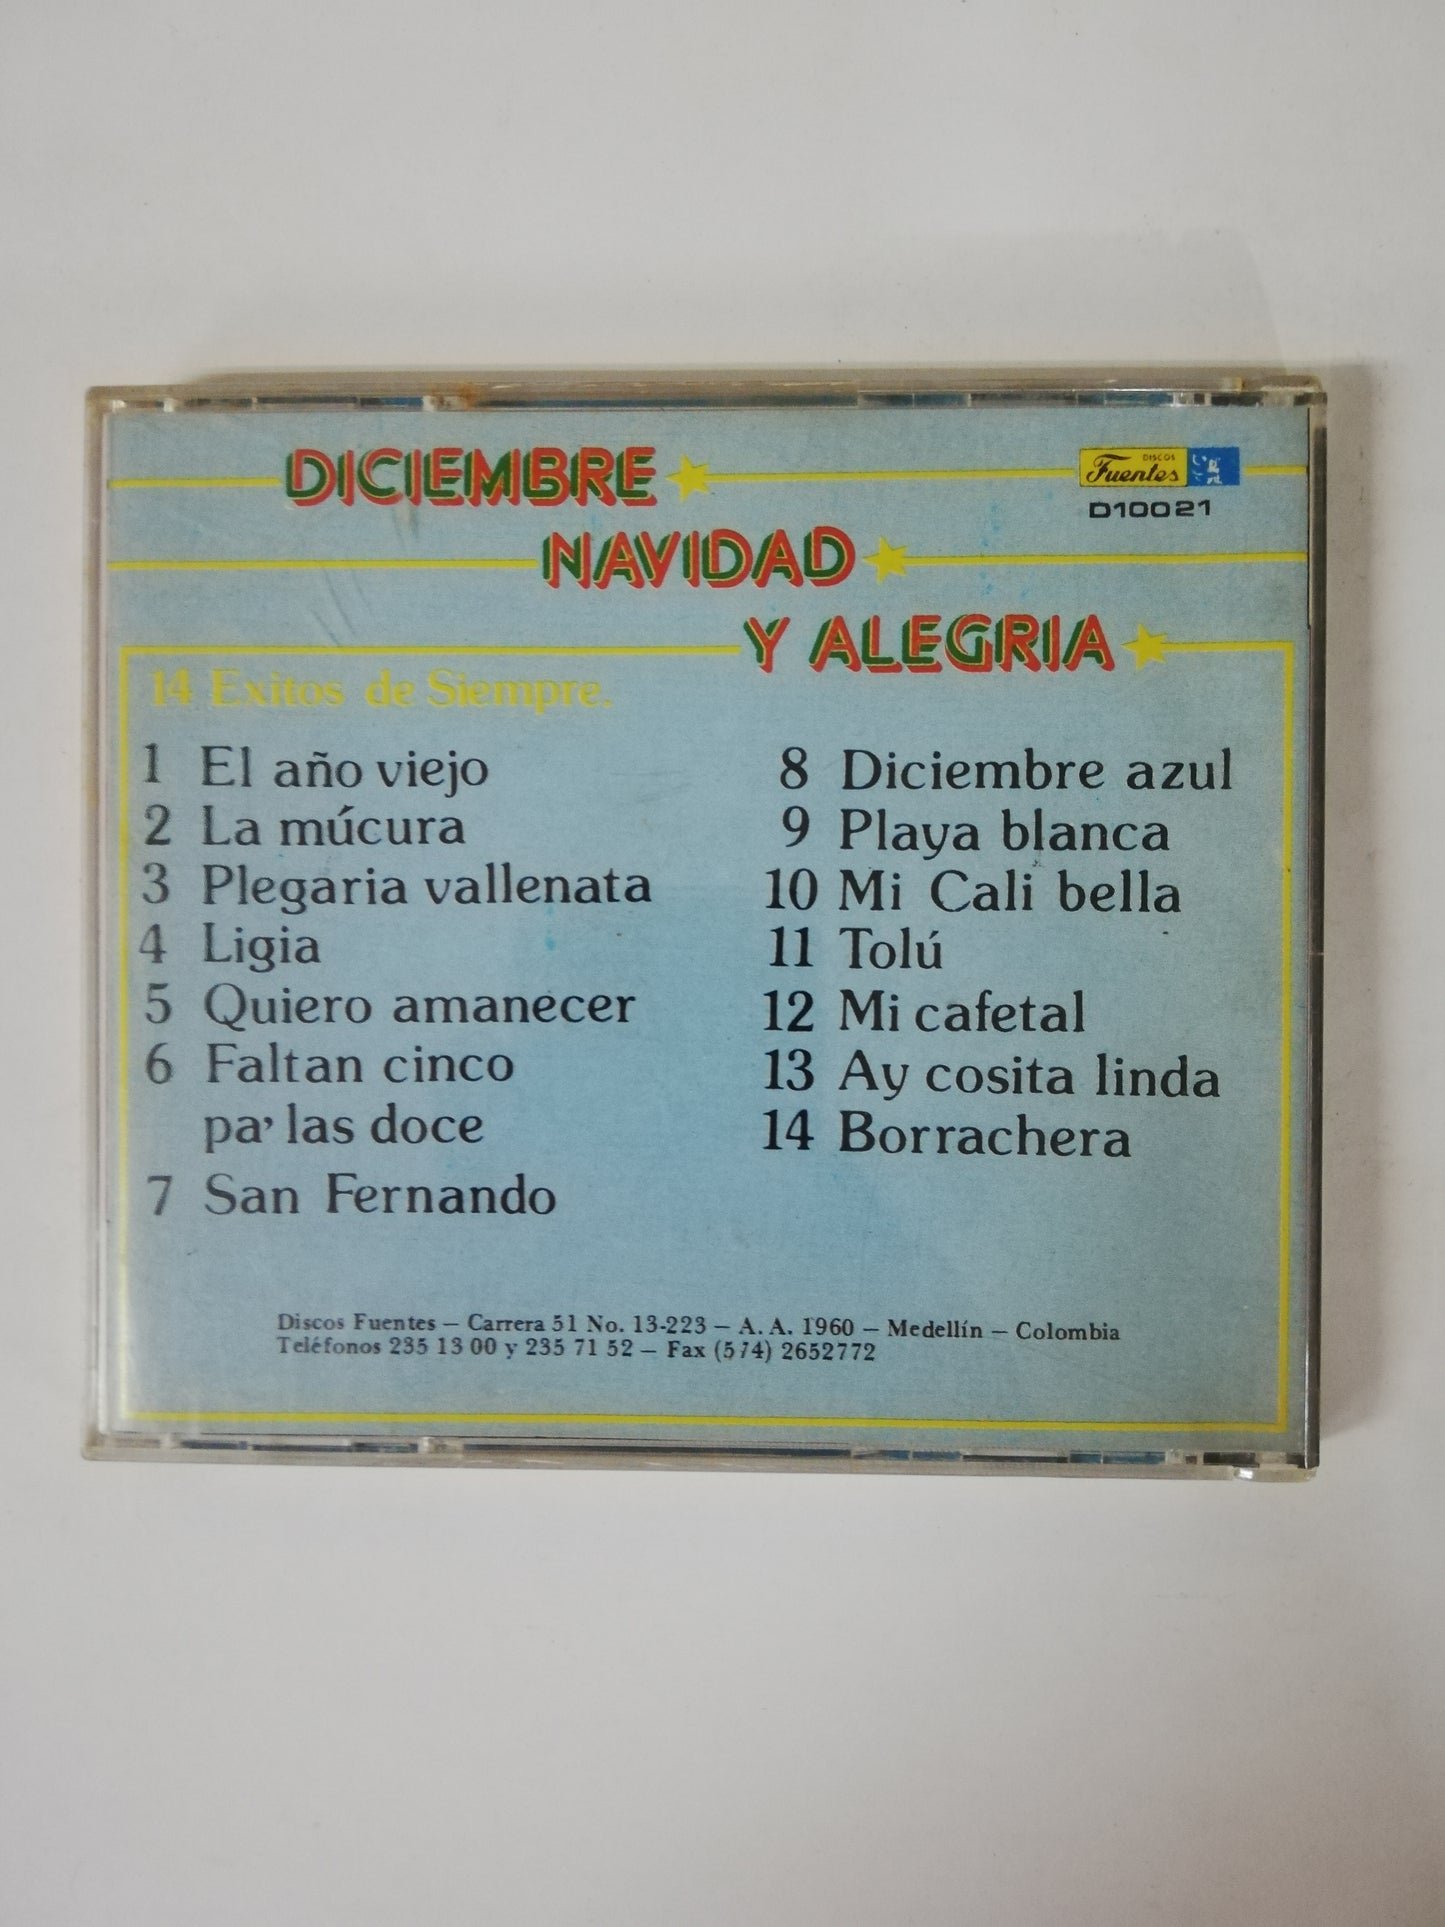 DICIEMBRE
NAVIDAD
Y ALEGRIA
DISCOS
Fuentes
D10021
14 Exitos de Siempre.
1 El año viejo
2 La múcura
3 Plegaria vallenata
4 Ligia
5 Quiero amanecer
6 Faltan cinco
pa' las doce
7 San Fernando
8 Diciembre azul
9 Playa blanca
10 Mi Cali bella
11 Tolú
12 Mi cafetal
13 Ay cosita linda
14 Borrachera
Discos Fuentes – Carrera 51 No. 13-223 – A. A. 1960 – Medellín – Colombia
Teléfonos 235 13 00 y 235 71 52 – Fax (574) 2652772